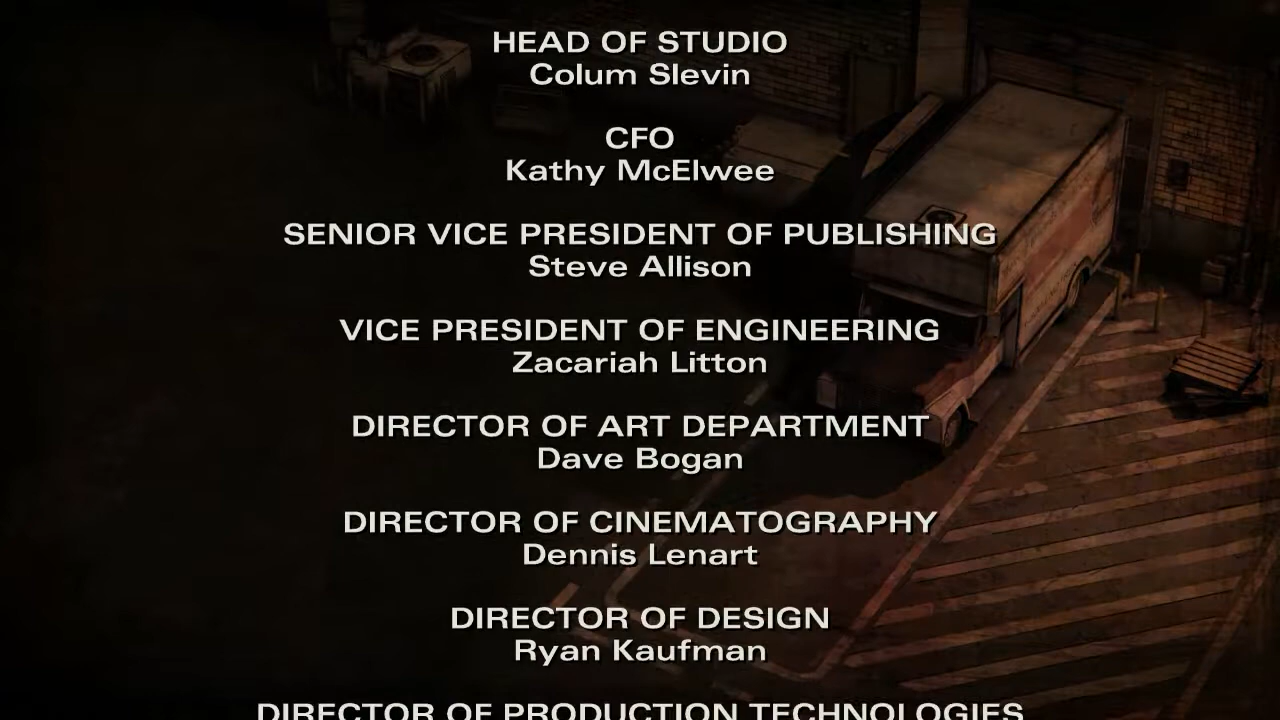 HEAD OF STUDIO
Colum Slevin
CFO
Kathy McElwee
SENIOR VICE PRESIDENT OF PUBLISHING
Steve Allison
VICE PRESIDENT OF ENGINEERING
Zacariah Litton
DIRECTOR OF ART DEPARTMENT
Dave Bogan
DIRECTOR OF CINEMATOGRAPHY
Dennis Lenart
DIRECTOR OF DESIGN
Ryan Kaufman
DIRECTOR OF PRODUCTION TECHNOLOGIES